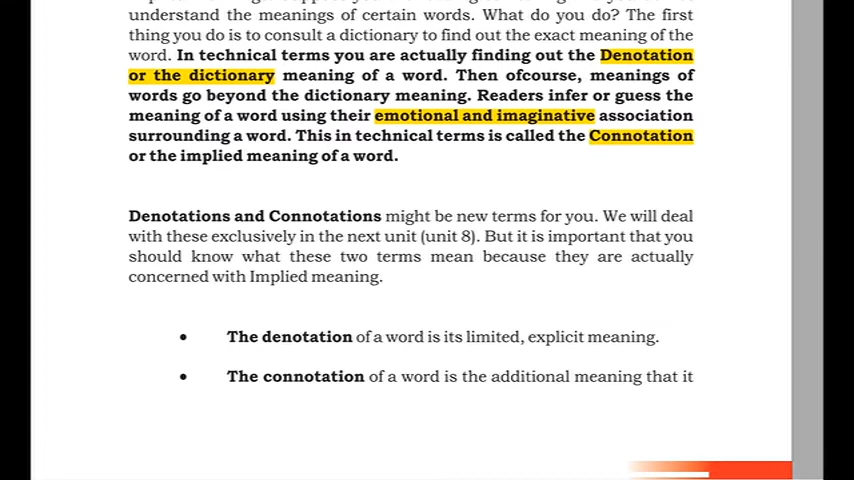 understand the meanings of certain words. What do you do? The first
thing you do is to consult a dictionary to find out the exact meaning of the
word. In technical terms you are actually finding out the Denotation
or the dictionary meaning of a word. Then ofcourse, meanings of
words go beyond the dictionary meaning. Readers infer or guess the
meaning of a word using their emotional and imaginative association
surrounding a word. This in technical terms is called the Connotation
or the implied meaning of a word.
Denotations and Connotations might be new terms for you. We will deal
with these exclusively in the next unit (unit 8). But it is important that you
should know what these two terms mean because they are actually
concerned with Implied meaning.
• The denotation of a word is its limited, explicit meaning.
• The connotation of a word is the additional meaning that it